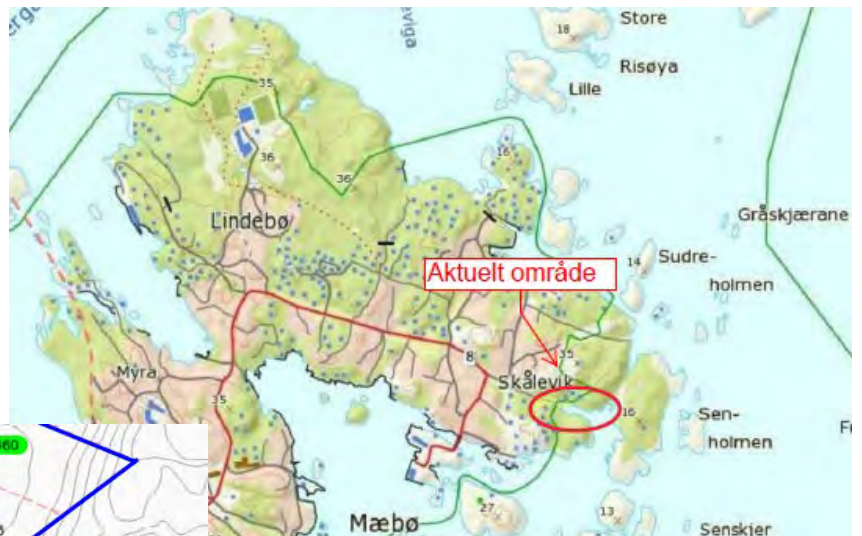 Store
18
Risøya
Lille
35
36
36
16
Lindebø
Gråskjærane
Sudre-
holmen
14
Aktuelt område
8
35
Skålevik
Mÿra
35
16
Sen-
holmen
Mæbø
27
13
Senskjer